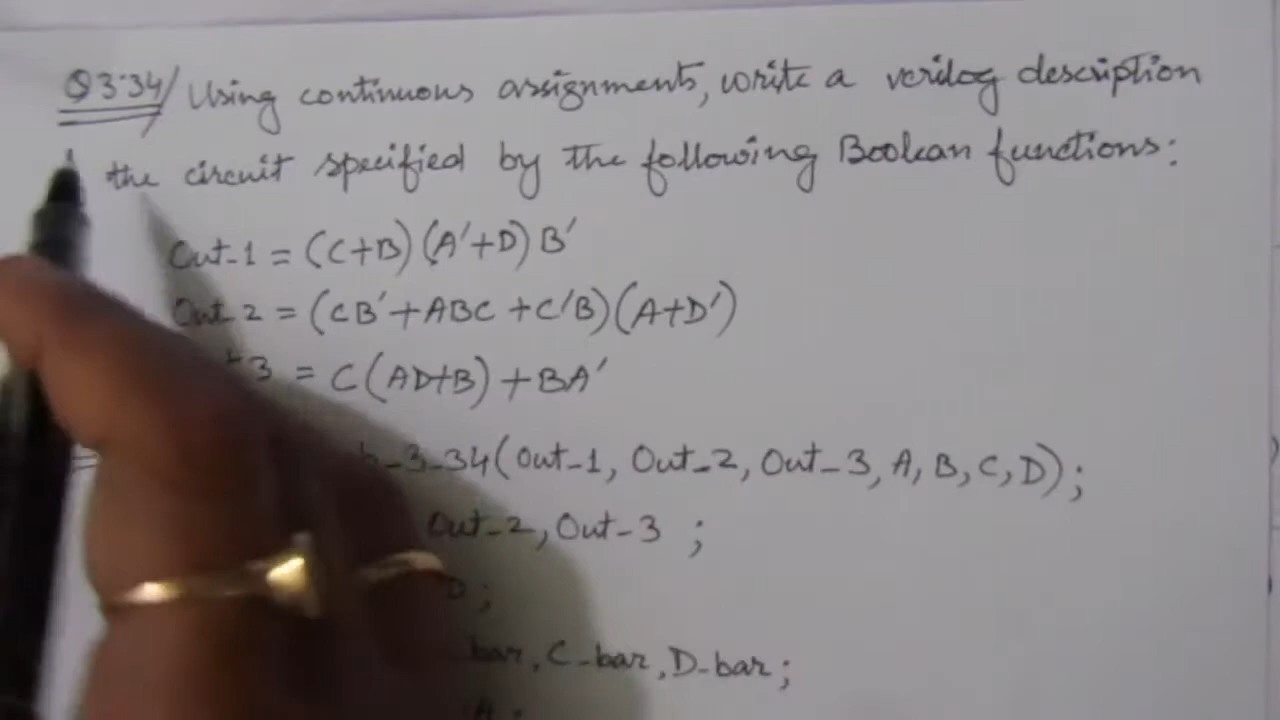 Q3.34/ Using continuous assignments, write a verilog description
the circuit specified by the following Boolean functions:
Out-1 = (C+B)(A'+D)B'
Out-2 = (CB'+ABC+C'B)(A+D')
3 = C(AD+B)+BA'
-3-34(Out-1, Out-2, Out-3, A, B, C, D);
Out-2, Out-3 ;
D;
bar, C-bar, D-bar;
A;